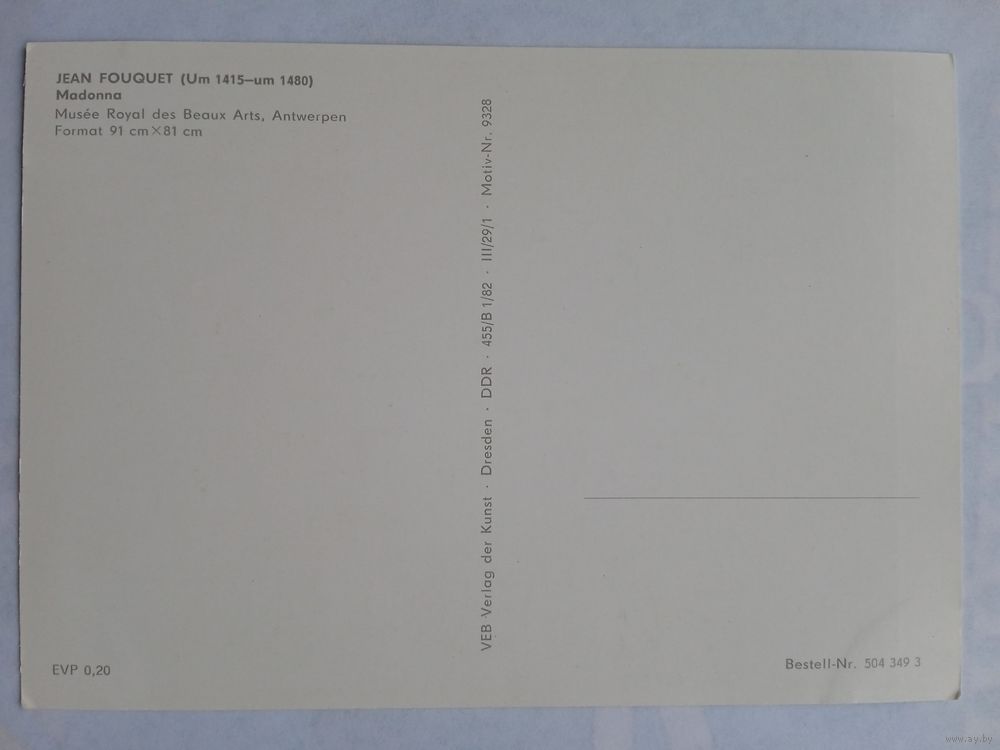 JEAN FOUQUET (Um 1415—um 1480)
Madonna
Musée Royal des Beaux Arts, Antwerpen
Format 91 cm×81 cm
VEB Verlag der Kunst · Dresden · DDR · 455/B 1/82 · III/29/1 · Motiv-Nr. 9328
EVP 0,20
Bestell-Nr. 504 349 3
www.ay.by